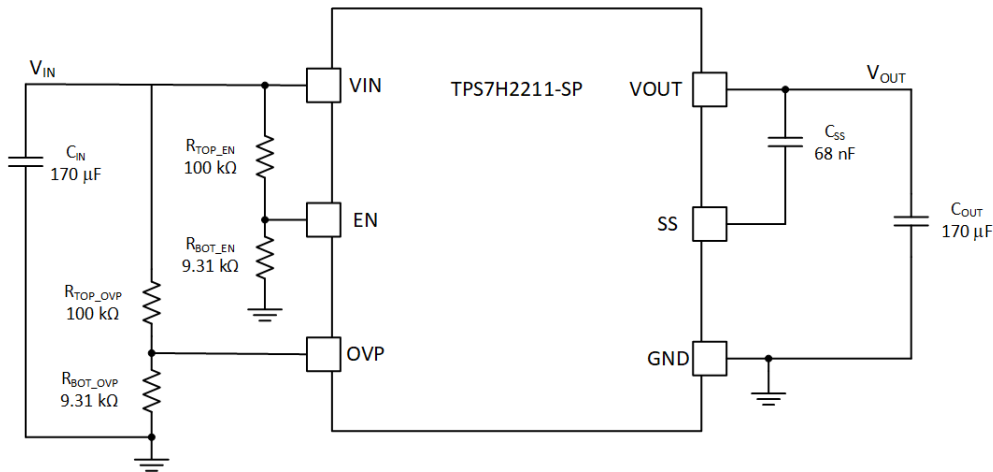 VIN
CIN
170 µF
RTOP_OVP
100 kΩ
RBOT_OVP
9.31 kΩ
RTOP_EN
100 kΩ
RBOT_EN
9.31 kΩ
VIN
EN
OVP
TPS7H2211-SP
VOUT
SS
GND
VOUT
CSS
68 nF
COUT
170 µF